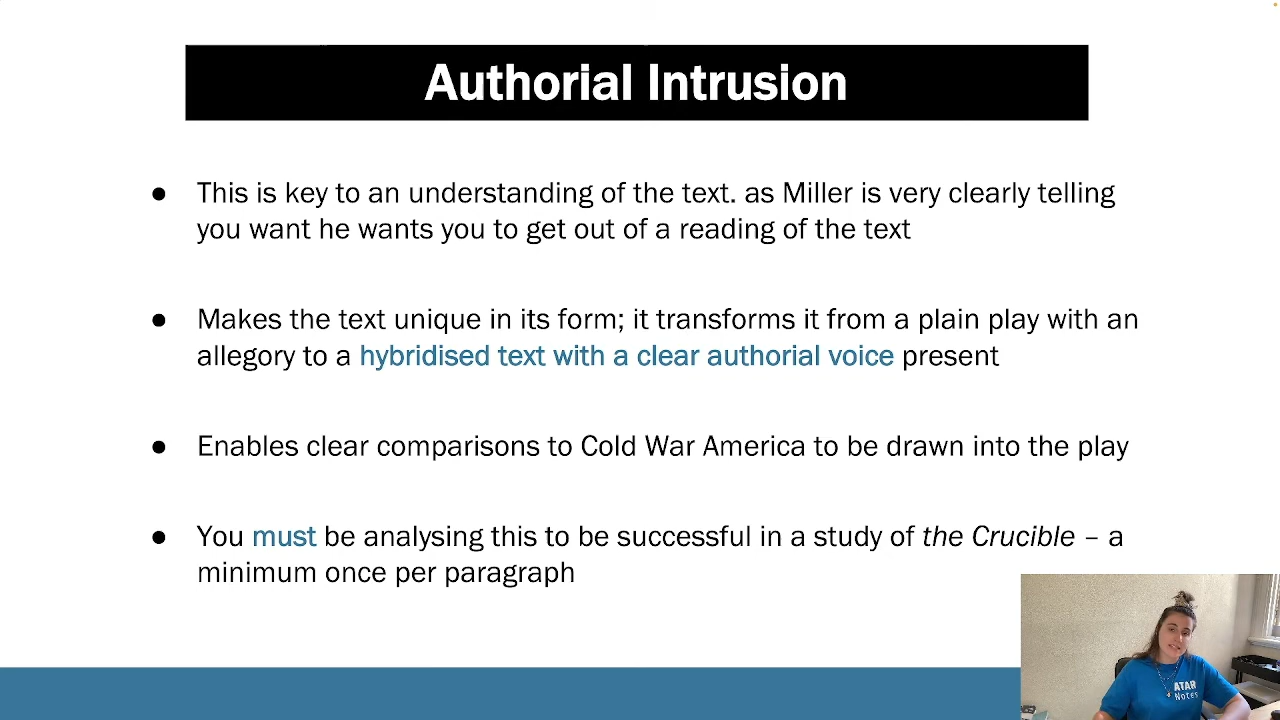 Authorial Intrusion
● This is key to an understanding of the text. as Miller is very clearly telling
you want he wants you to get out of a reading of the text
● Makes the text unique in its form; it transforms it from a plain play with an
allegory to a hybridised text with a clear authorial voice present
● Enables clear comparisons to Cold War America to be drawn into the play
● You must be analysing this to be successful in a study of the Crucible – a
minimum once per paragraph
ATAR
Notes